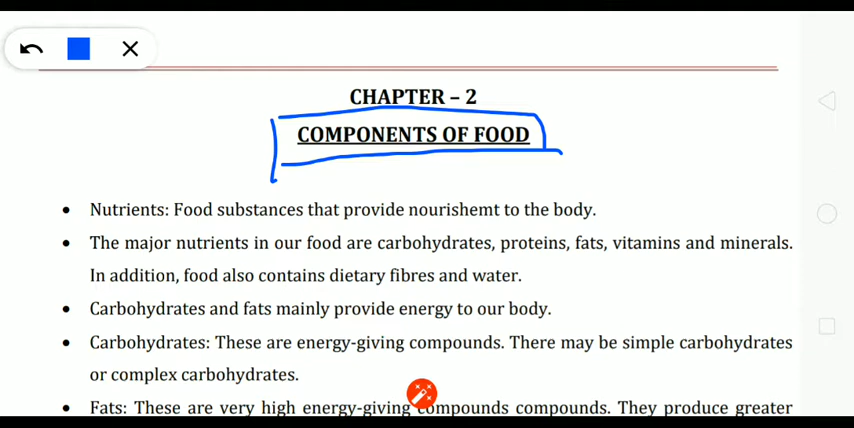 CHAPTER – 2
COMPONENTS OF FOOD
• Nutrients: Food substances that provide nourishemt to the body.
• The major nutrients in our food are carbohydrates, proteins, fats, vitamins and minerals.
In addition, food also contains dietary fibres and water.
• Carbohydrates and fats mainly provide energy to our body.
• Carbohydrates: These are energy-giving compounds. There may be simple carbohydrates
or complex carbohydrates.
• Fats: These are very high energy-giving compounds compounds. They produce greater